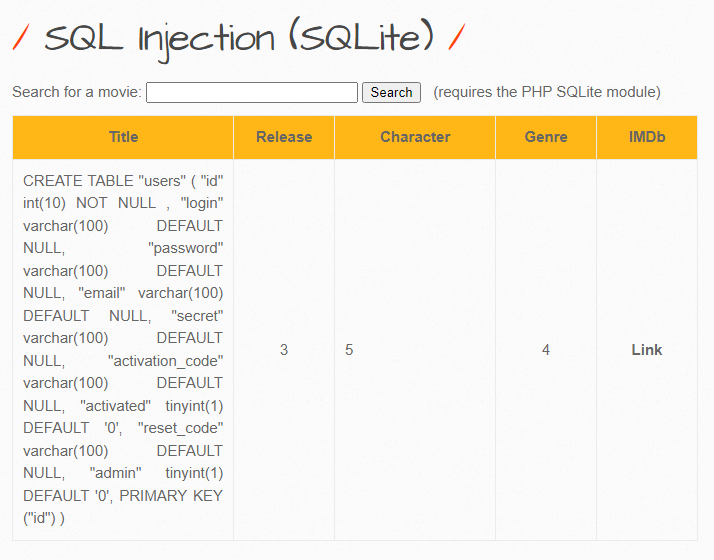 / SQL Injection (SQLite) /
Search for a movie: Search (requires the PHP SQLite module)
Title Release Character Genre IMDb
CREATE TABLE "users" ( "id"
int(10) NOT NULL , "login"
varchar(100) DEFAULT
NULL, "password"
varchar(100) DEFAULT
NULL, "email" varchar(100)
DEFAULT NULL, "secret"
varchar(100) DEFAULT
NULL, "activation_code"
varchar(100) DEFAULT
NULL, "activated" tinyint(1)
DEFAULT '0', "reset_code"
varchar(100) DEFAULT
NULL, "admin" tinyint(1)
DEFAULT '0', PRIMARY KEY
("id") )
3 5 4 Link